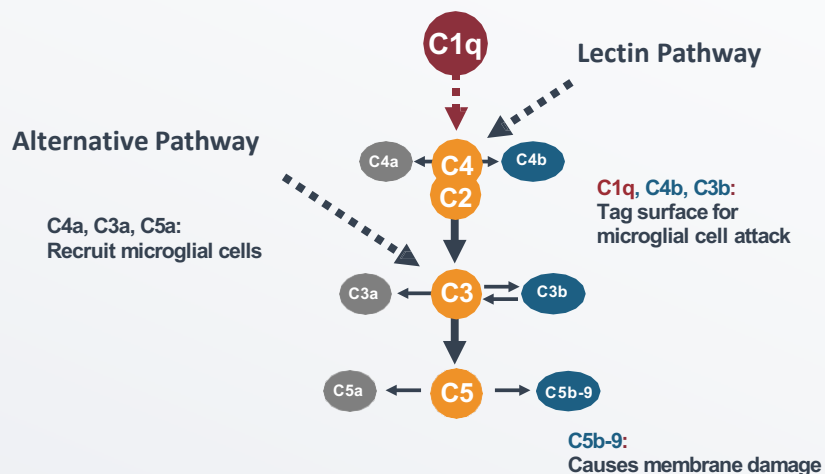 C1q
Lectin Pathway
Alternative Pathway
C4a
C4
C4b
C2
C1q, C4b, C3b:
Tag surface for
microglial cell attack
C4a, C3a, C5a:
Recruit microglial cells
C3a
C3
C3b
C5a
C5
C5b-9
C5b-9:
Causes membrane damage